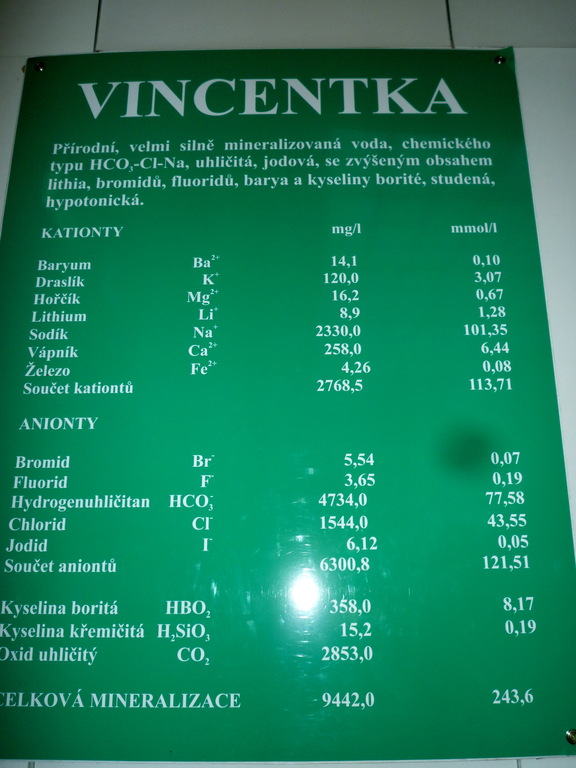 VINCENTKA
Přírodní, velmi silně mineralizovaná voda, chemického
typu HCO₃-Cl-Na, uhličitá, jodová, se zvýšeným obsahem
lithia, bromidů, fluoridů, barya a kyseliny borité, studená,
hypotonická.
KATIONTY mg/l mmol/l
Baryum Ba²⁺ 14,1 0,10
Draslík K⁺ 120,0 3,07
Hořčík Mg²⁺ 16,2 0,67
Lithium Li⁺ 8,9 1,28
Sodík Na⁺ 2330,0 101,35
Vápník Ca²⁺ 258,0 6,44
Železo Fe²⁺ 4,26 0,08
Součet kationtů 2768,5 113,71
ANIONTY
Bromid Br⁻ 5,54 0,07
Fluorid F⁻ 3,65 0,19
Hydrogenuhličitan HCO₃⁻ 4734,0 77,58
Chlorid Cl⁻ 1544,0 43,55
Jodid I⁻ 6,12 0,05
Součet aniontů 6300,8 121,51
Kyselina boritá HBO₂ 358,0 8,17
Kyselina křemičitá H₂SiO₃ 15,2 0,19
Oxid uhličitý CO₂ 2853,0
CELKOVÁ MINERALIZACE 9442,0 243,6